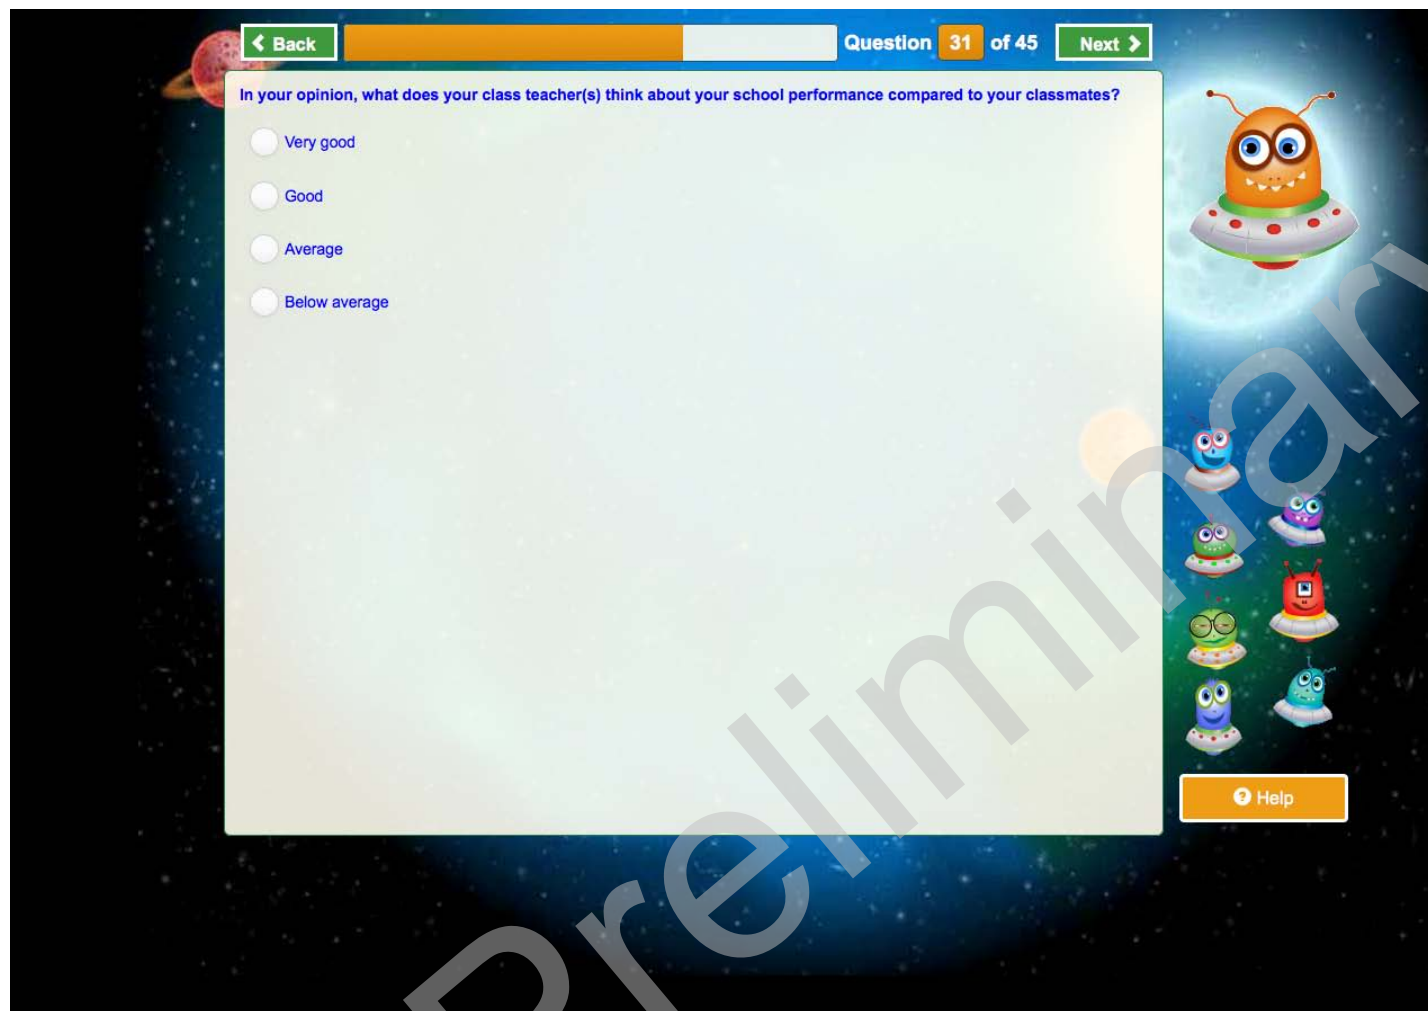 Back
Question 31 of 45
Next
In your opinion, what does your class teacher(s) think about your school performance compared to your classmates?
Very good
Good
Average
Below average
Help
Preliminary